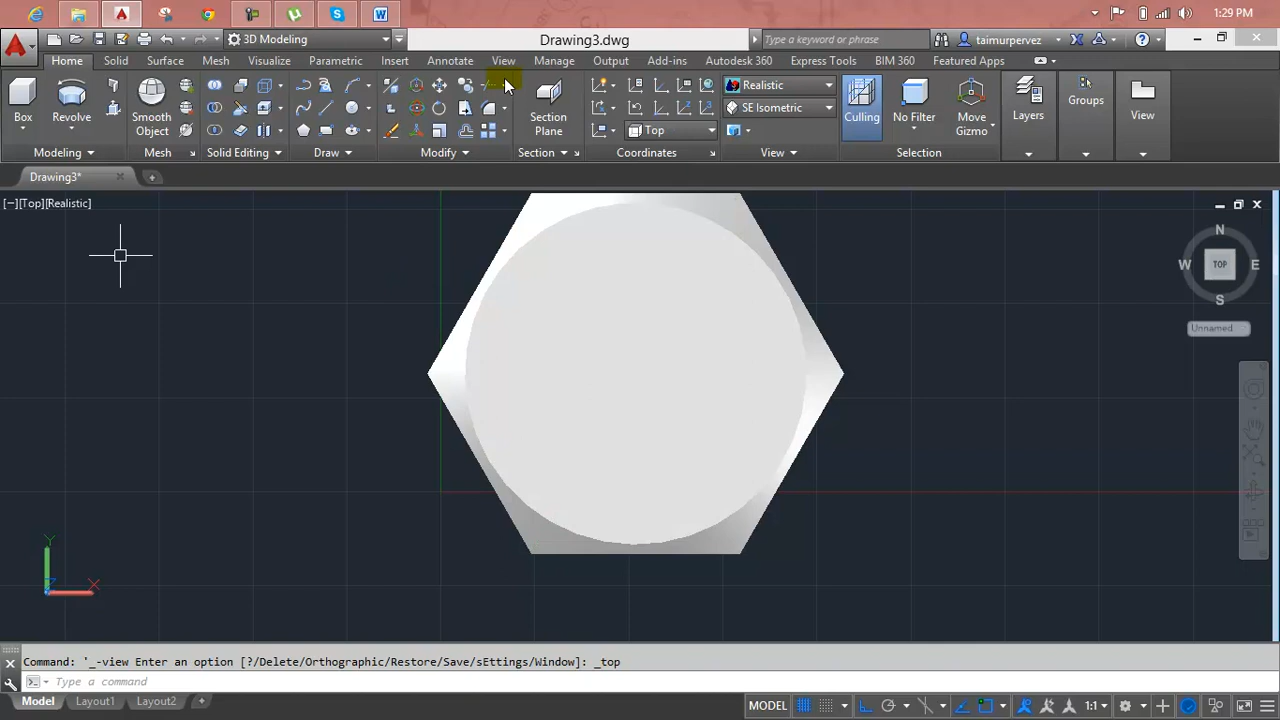 1:29 PM
3D Modeling
Drawing3.dwg
Type a keyword or phrase
taimurpervez
Home
Solid
Surface
Mesh
Visualize
Parametric
Insert
Annotate
View
Manage
Output
Add-ins
Autodesk 360
Express Tools
BIM 360
Featured Apps
Box
Revolve
Smooth Object
Section Plane
Realistic
SE Isometric
Top
Culling
No Filter
Move Gizmo
Groups
Layers
View
Modeling
Mesh
Solid Editing
Draw
Modify
Section
Coordinates
View
Selection
Drawing3*
[−][Top][Realistic]
N
W
TOP
E
S
Unnamed
Y
Z
X
Command: '_-view Enter an option [?/Delete/Orthographic/Restore/Save/sEttings/Window]: _top
Type a command
Model
Layout1
Layout2
MODEL
1:1